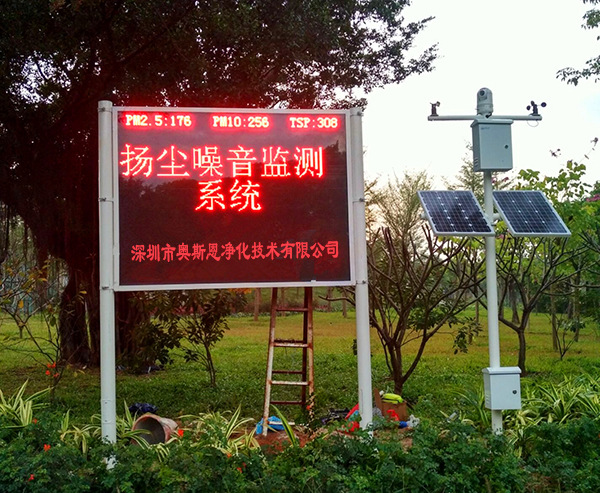 PM2.5:176 PM10:256 TSP:308
扬尘噪音监测
系统
深圳市奥斯恩净化技术有限公司